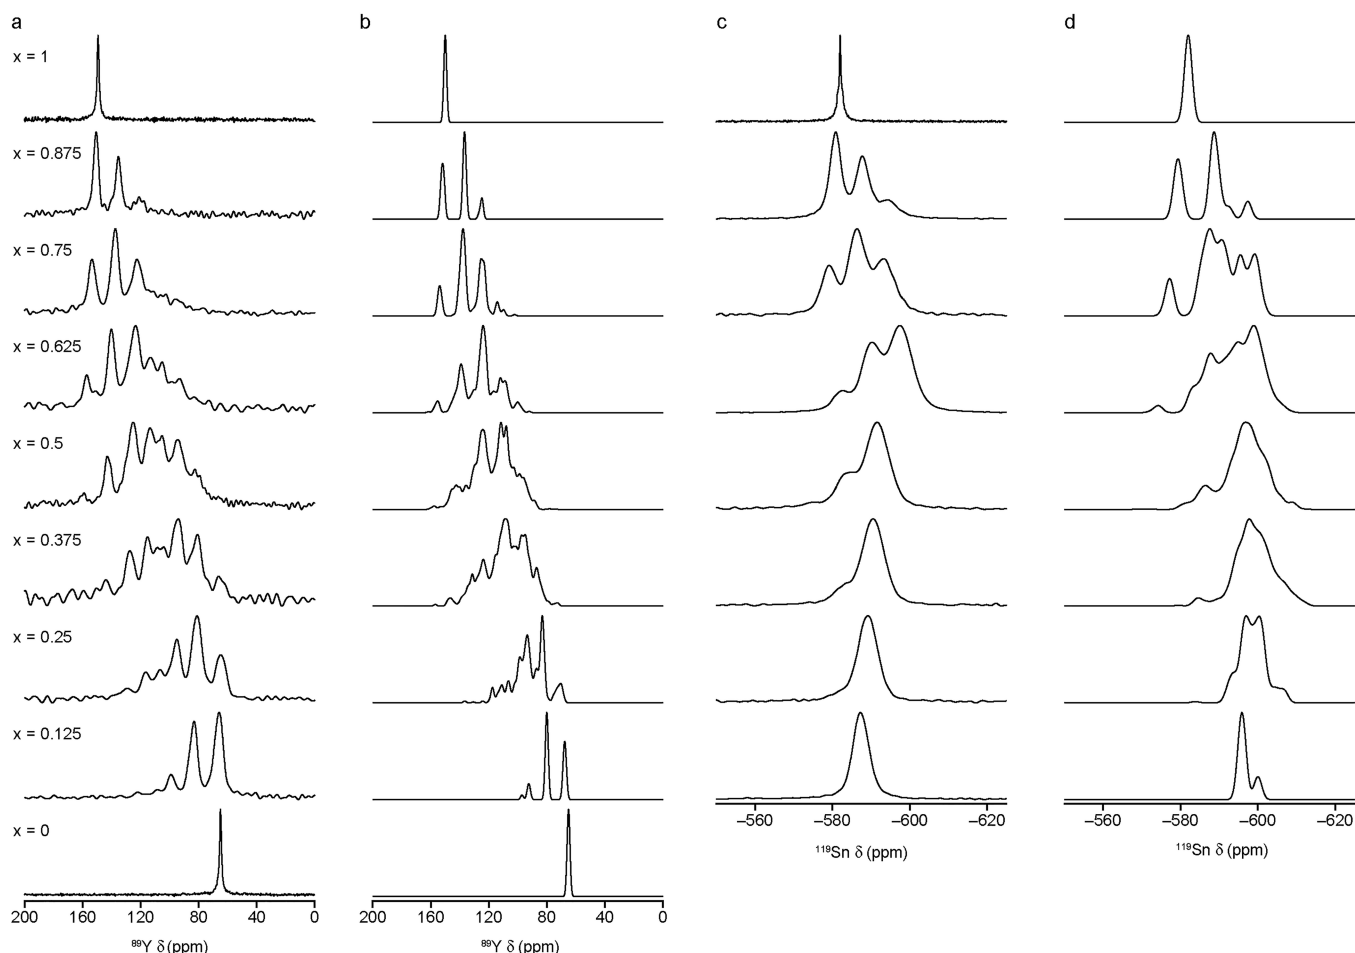 a b c d
x = 1
x = 0.875
x = 0.75
x = 0.625
x = 0.5
x = 0.375
x = 0.25
x = 0.125
–560 –580 –600 –620 –560 –580 –600 –620
x = 0
¹¹⁹Sn δ (ppm) ¹¹⁹Sn δ (ppm)
200 160 120 80 40 0 200 160 120 80 40 0
⁸⁹Y δ (ppm) ⁸⁹Y δ (ppm)